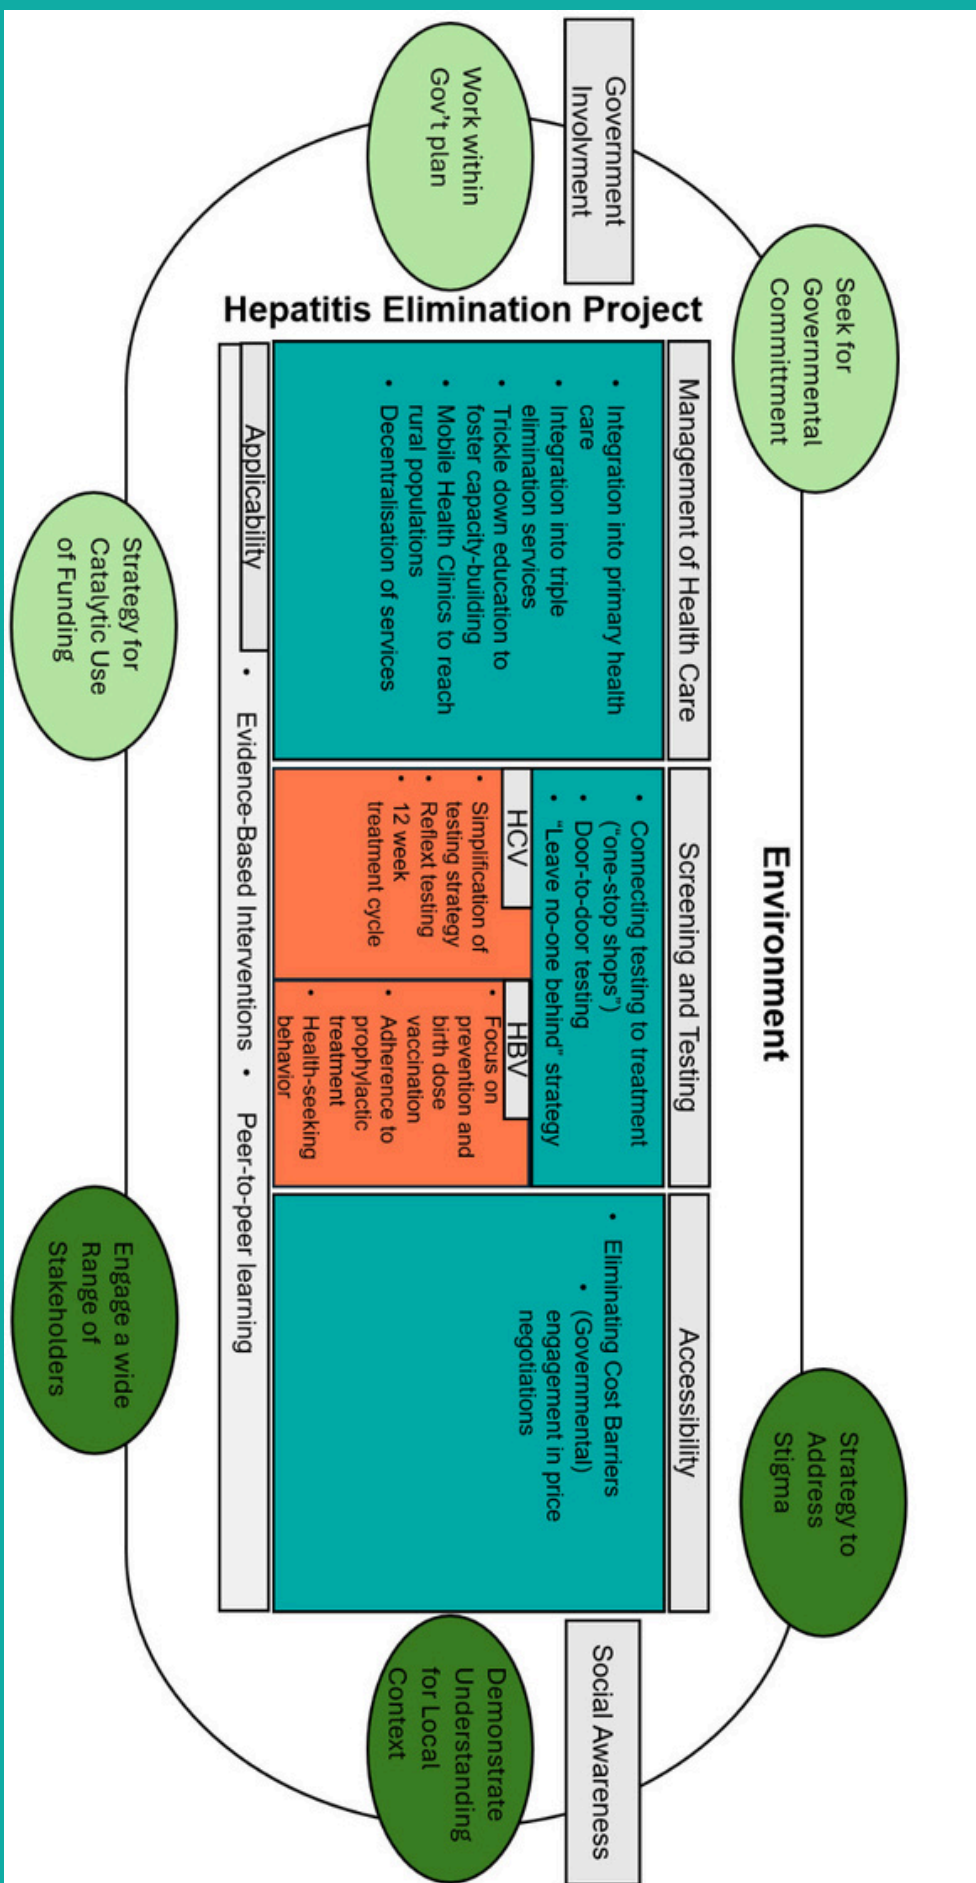 Environment
Government
Involvment
Seek for
Governmental
Committment
Work within
Gov't plan
Strategy for
Catalytic Use
of Funding
Hepatitis Elimination Project
Management of Health Care
• Integration into primary health
care
• Integration into triple
elimination services
• Trickle down education to
foster capacity-building
• Mobile Health Clinics to reach
rural populations
• Decentralisation of services
Screening and Testing
• Connecting testing to treatment
("one-stop shops")
• Door-to-door testing
• "Leave no-one behind" strategy
HCV
• Simplification of
testing strategy
• Reflext testing
• 12 week
treatment cycle
HBV
• Focus on
prevention and
birth dose
vaccination
• Adherence to
prophylactic
treatment
• Health-seeking
behavior
Accessibility
• Eliminating Cost Barriers
• (Governmental)
engagement in price
negotiations
Applicability
• Evidence-Based Interventions • Peer-to-peer learning
Social Awareness
Strategy to
Address
Stigma
Demonstrate
Understanding
for Local
Context
Engage a wide
Range of
Stakeholders